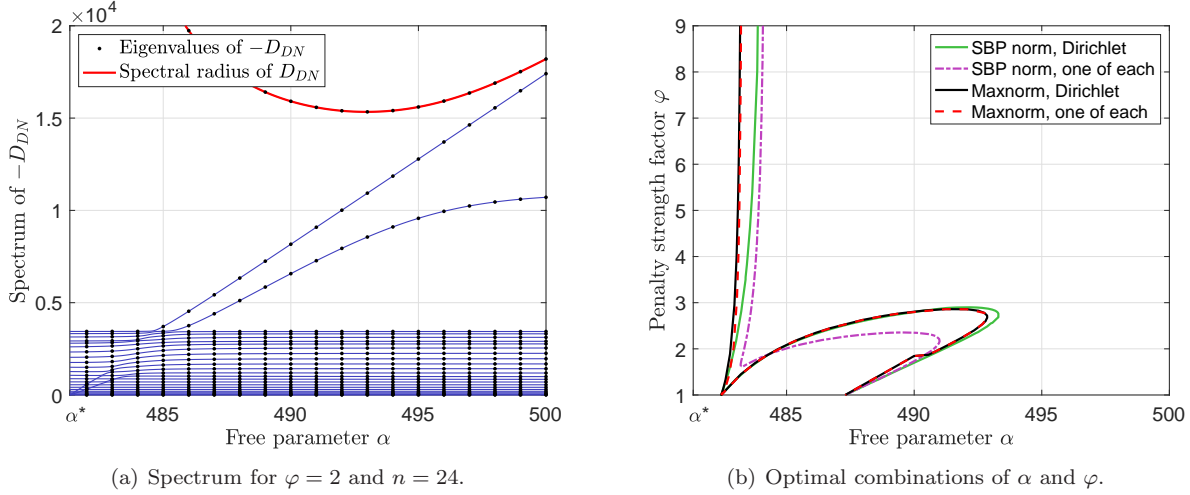 ×10⁴
2
1.5
1
0.5
0
Spectrum of −D_DN
Eigenvalues of −D_DN
Spectral radius of D_DN
α* 485 490 495 500
Free parameter α
(a) Spectrum for φ = 2 and n = 24.
9
8
7
6
5
4
3
2
1
Penalty strength factor φ
SBP norm, Dirichlet
SBP norm, one of each
Maxnorm, Dirichlet
Maxnorm, one of each
α* 485 490 495 500
Free parameter α
(b) Optimal combinations of α and φ.